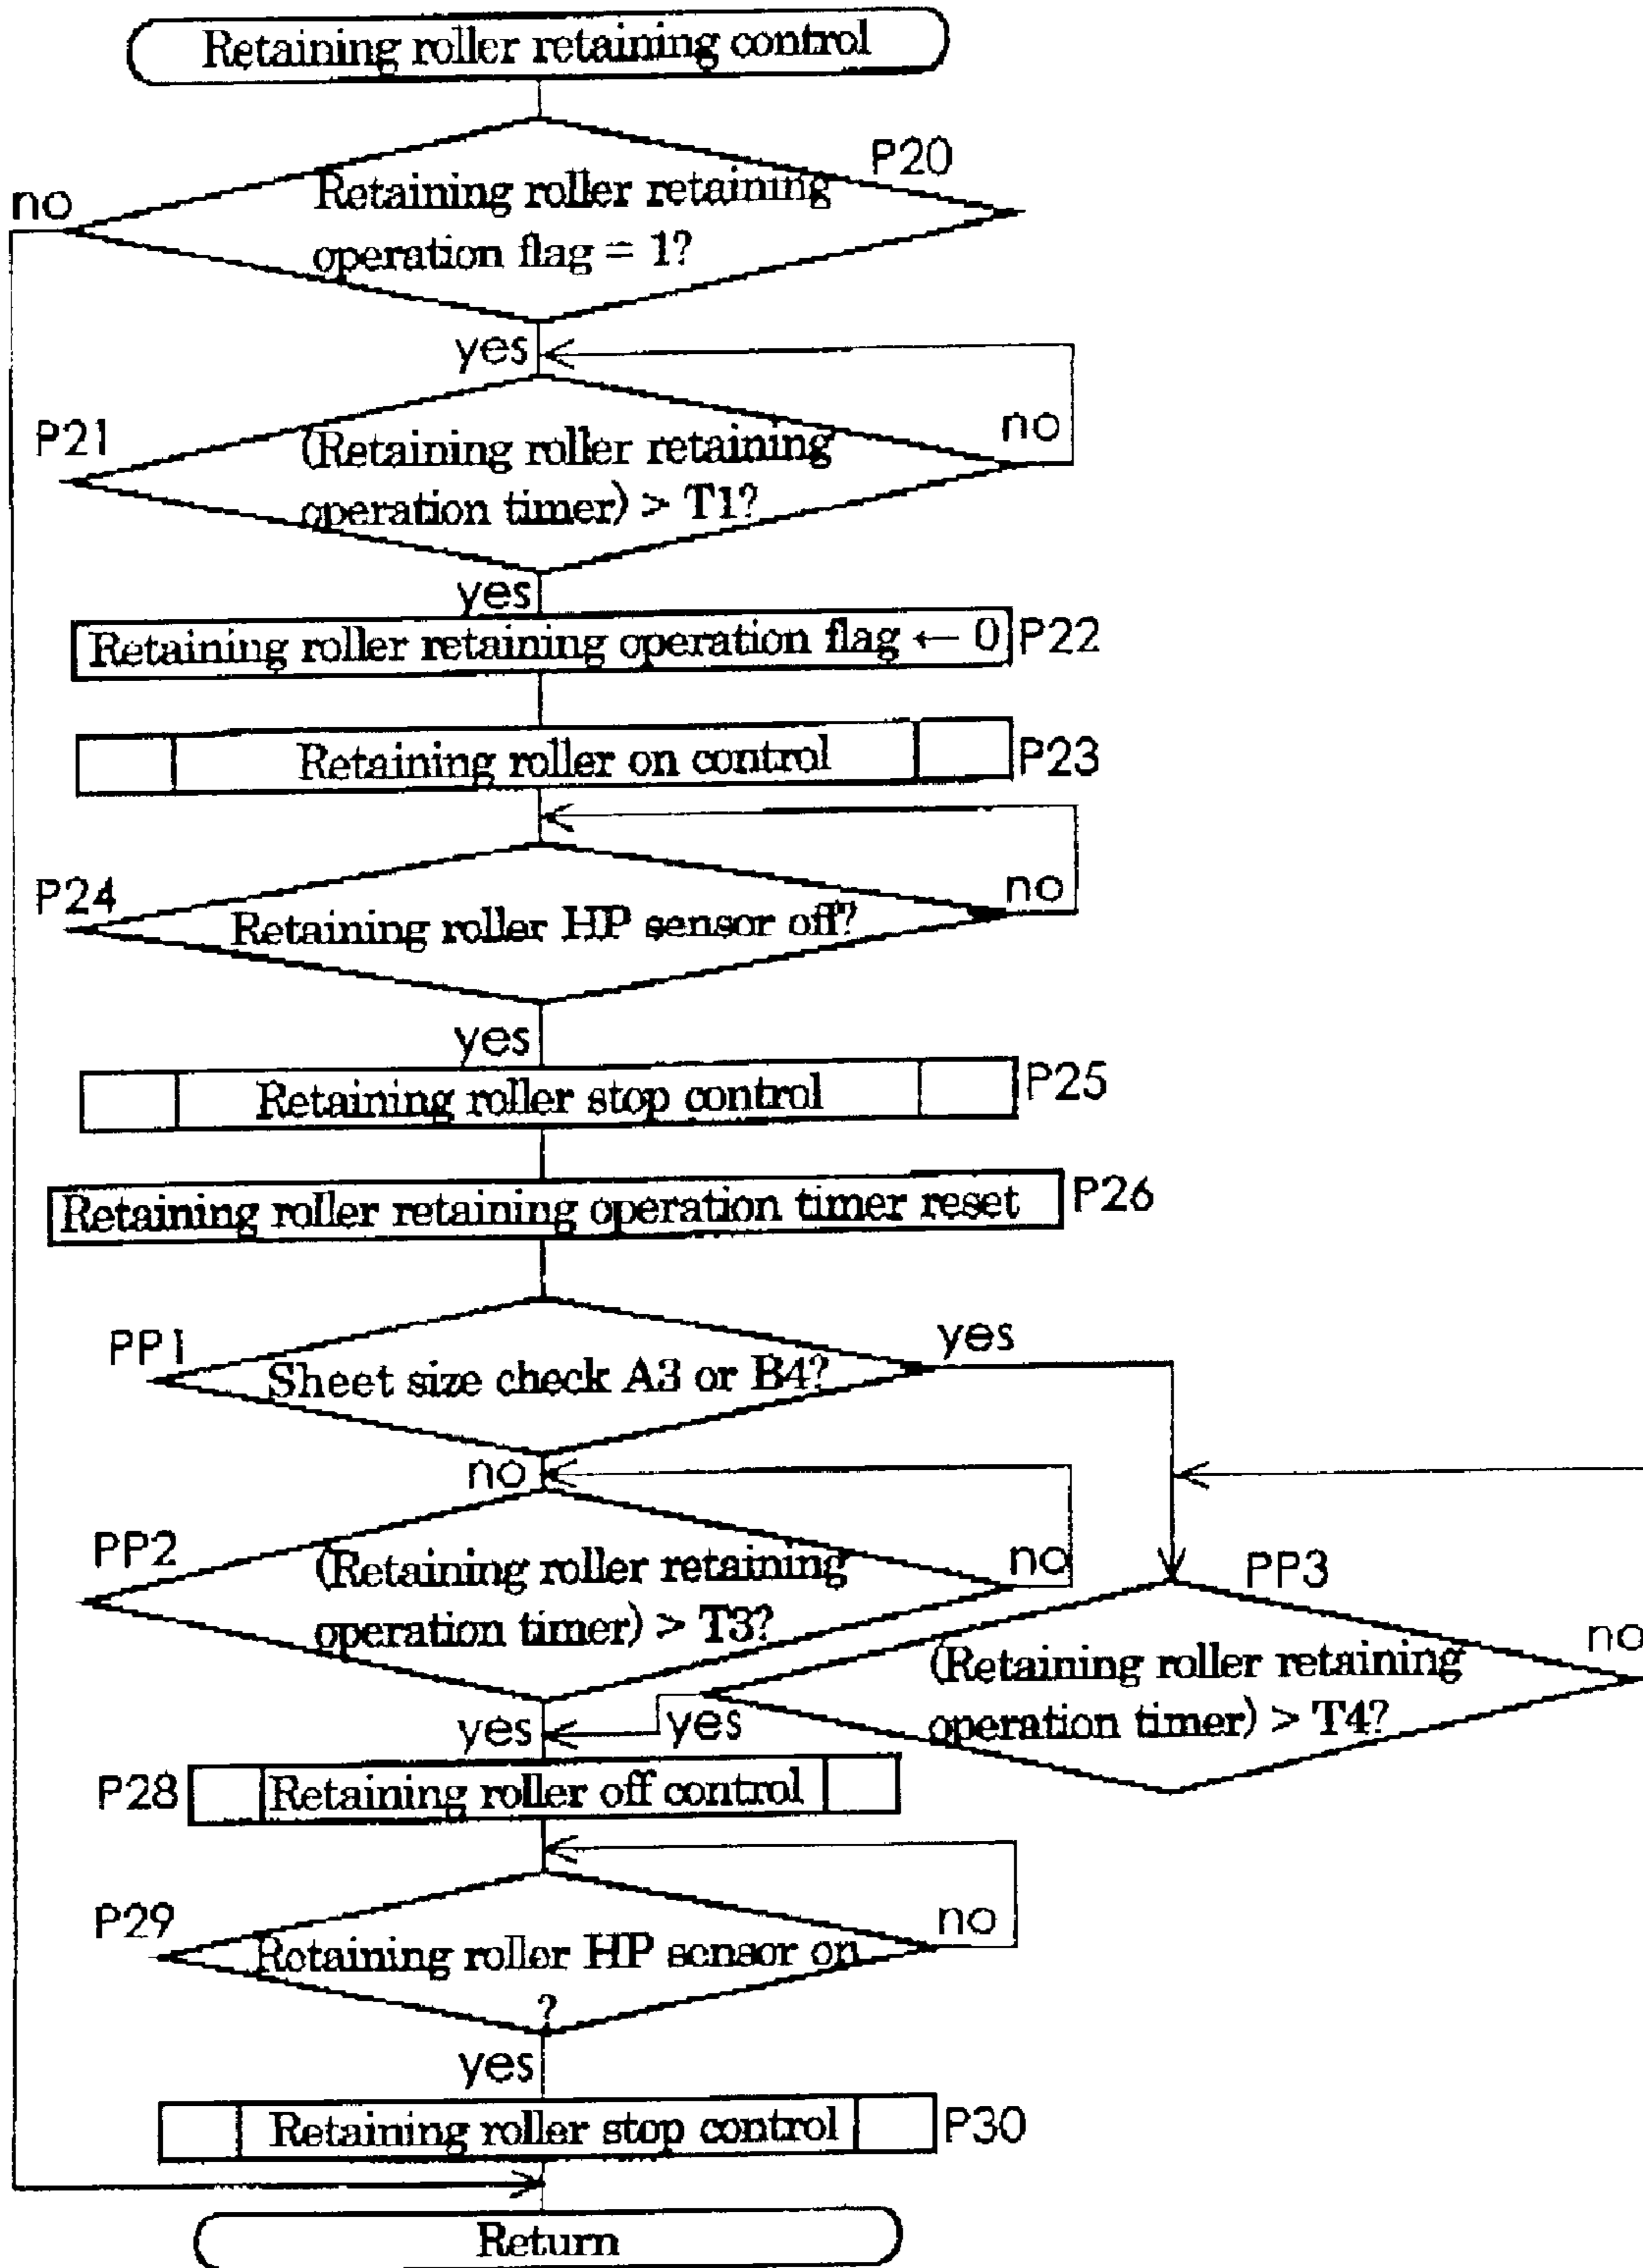 Retaining roller retaining control
P20
no
Retaining roller retaining
operation flag = 1?
yes
P21
no
(Retaining roller retaining
operation timer) > T1?
yes
Retaining roller retaining operation flag ← 0
P22
Retaining roller on control
P23
P24
no
Retaining roller HP sensor off?
yes
Retaining roller stop control
P25
Retaining roller retaining operation timer reset
P26
PP1
yes
Sheet size check A3 or B4?
no
PP2
(Retaining roller retaining
operation timer) > T3?
no
PP3
no
(Retaining roller retaining
operation timer) > T4?
yes
yes
P28
Retaining roller off control
P29
no
Retaining roller HP sensor on
?
yes
Retaining roller stop control
P30
Return